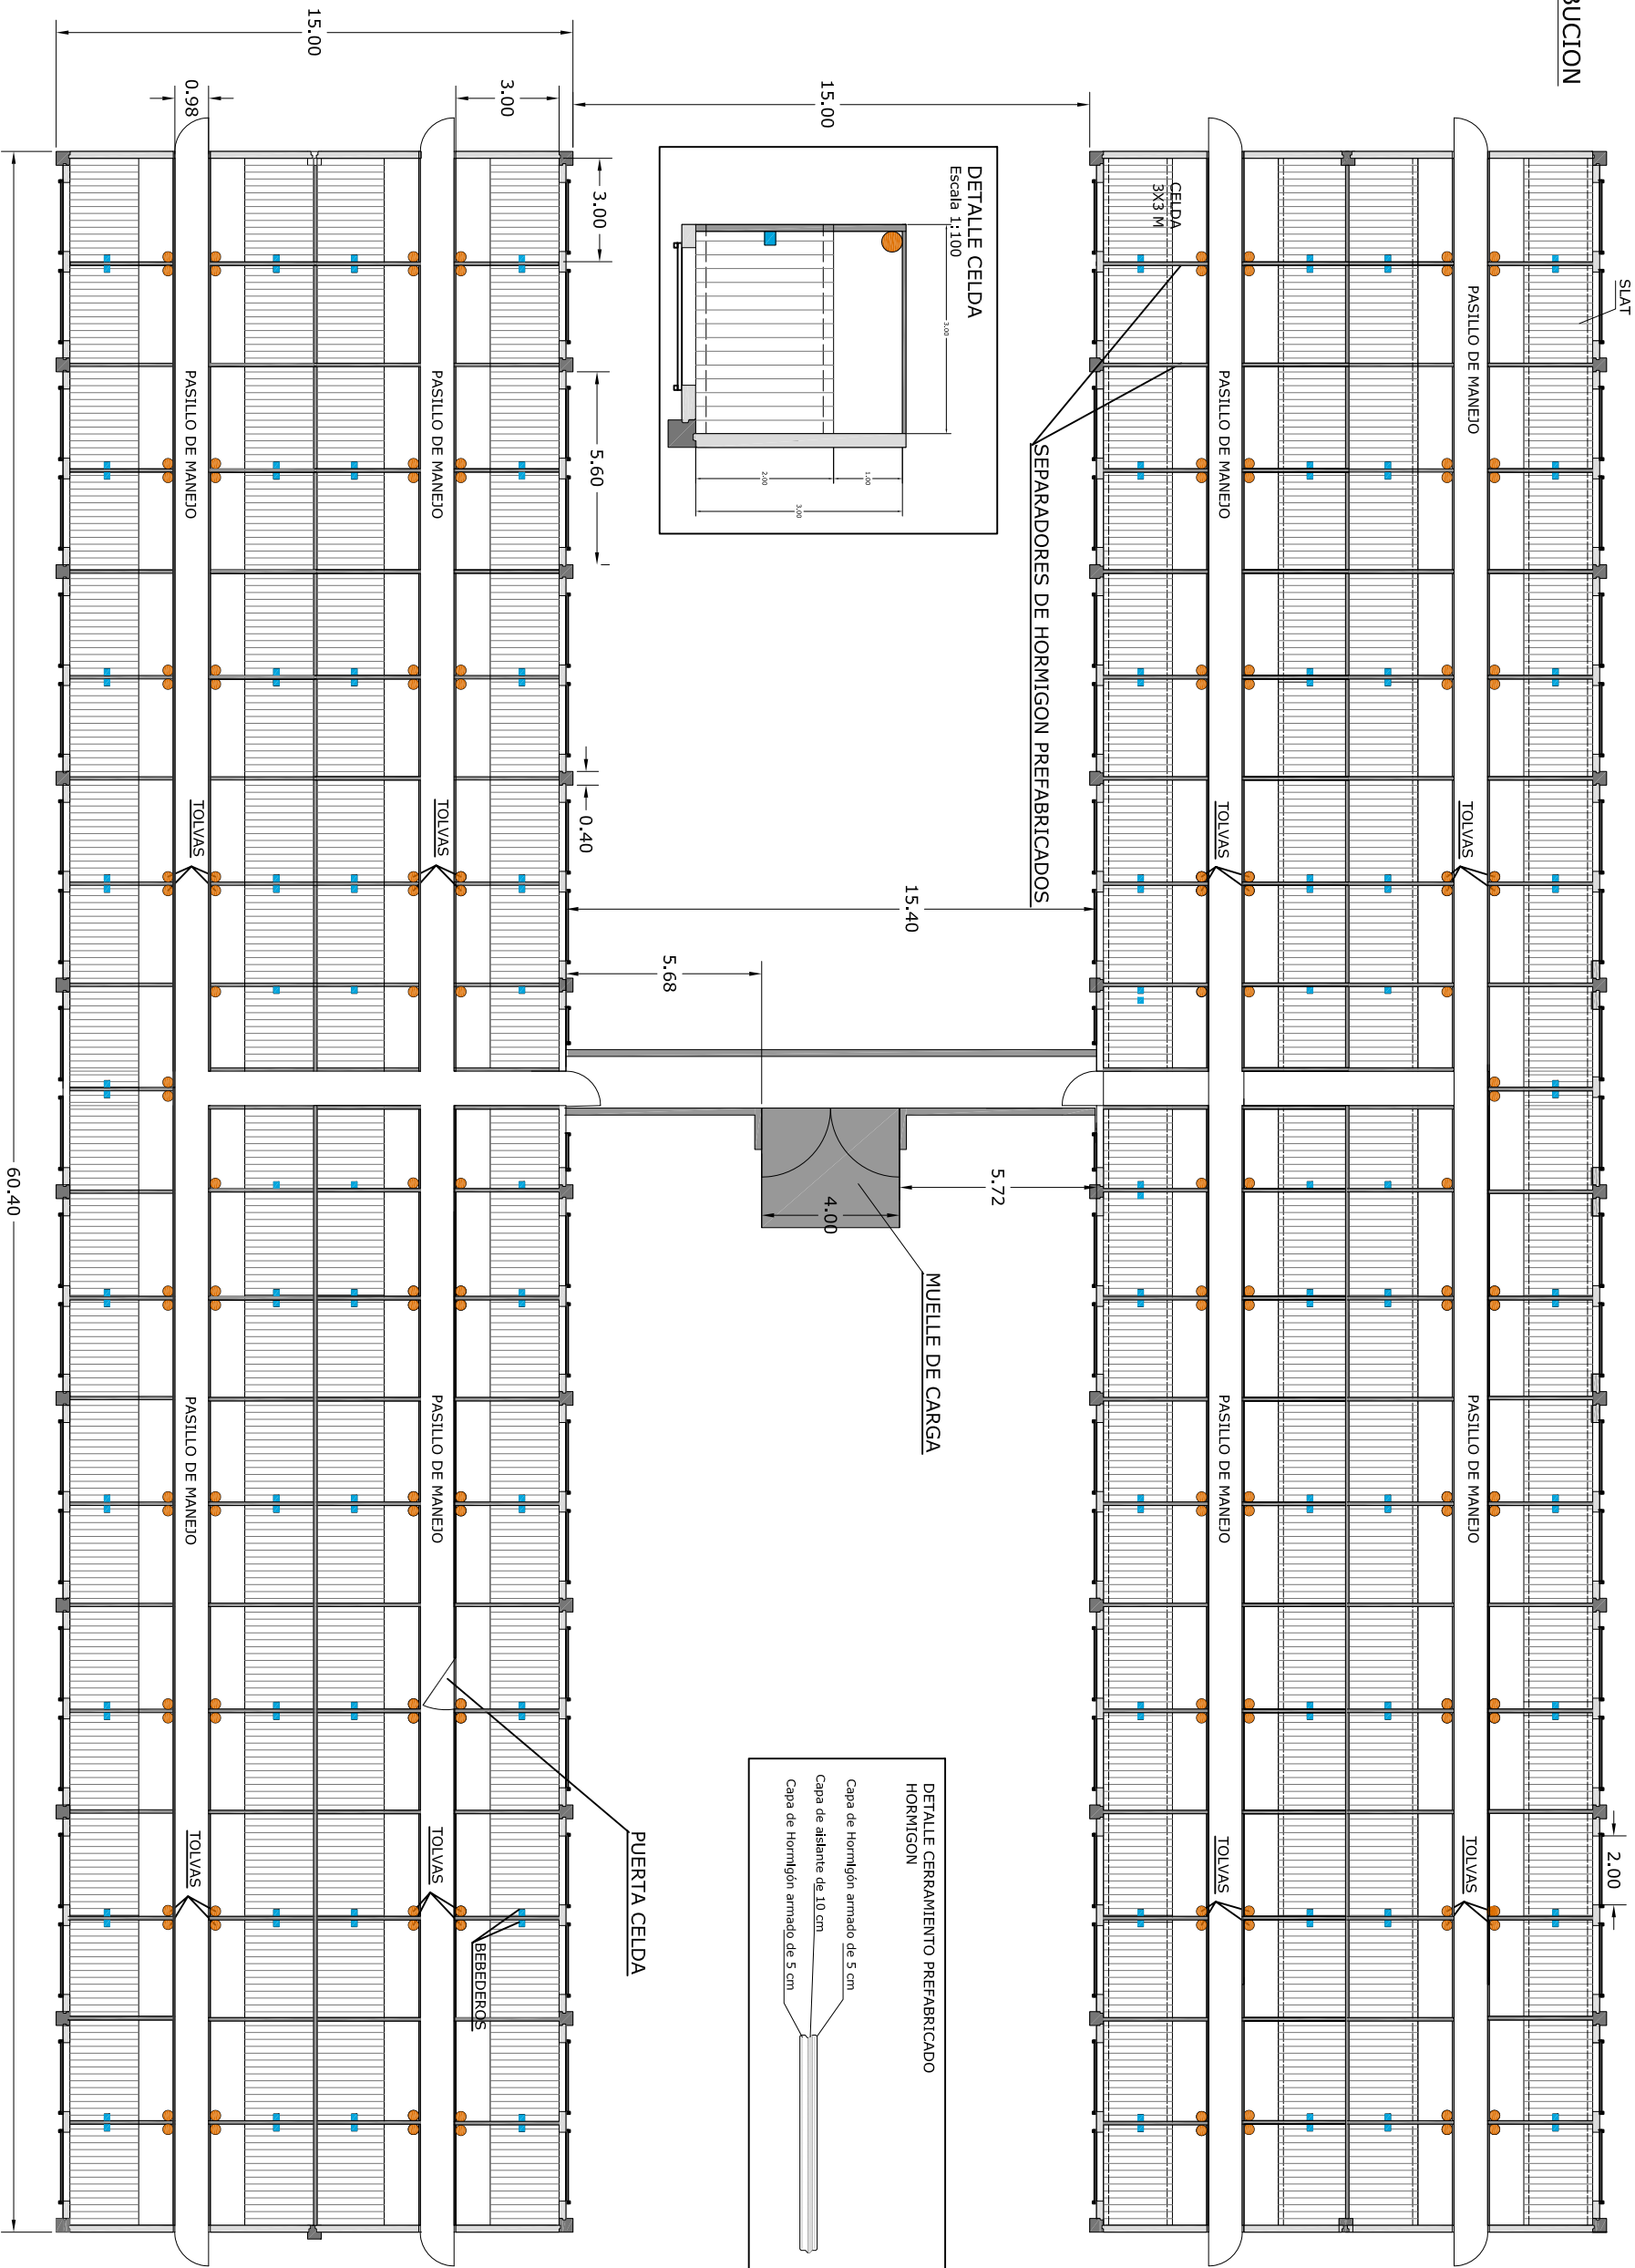 BUCION
SLAT
2.00
CELDA
3X3 M
PASILLO DE MANEJO
TOLVAS
PASILLO DE MANEJO
TOLVAS
PASILLO DE MANEJO
TOLVAS
PASILLO DE MANEJO
TOLVAS
SEPARADORES DE HORMIGON PREFABRICADOS
15.00
DETALLE CELDA
Escala 1:100
3.00
1.00
2.00
3.00
15.40
5.68
5.72
4.00
MUELLE DE CARGA
DETALLE CERRAMIENTO PREFABRICADO
HORMIGON
Capa de Hormigón armado de 5 cm
Capa de aislante de 10 cm
Capa de Hormigón armado de 5 cm
PUERTA CELDA
3.00
5.60
0.40
15.00
3.00
0.98
PASILLO DE MANEJO
TOLVAS
PASILLO DE MANEJO
TOLVAS
BEBEDEROS
PASILLO DE MANEJO
TOLVAS
PASILLO DE MANEJO
TOLVAS
60.40